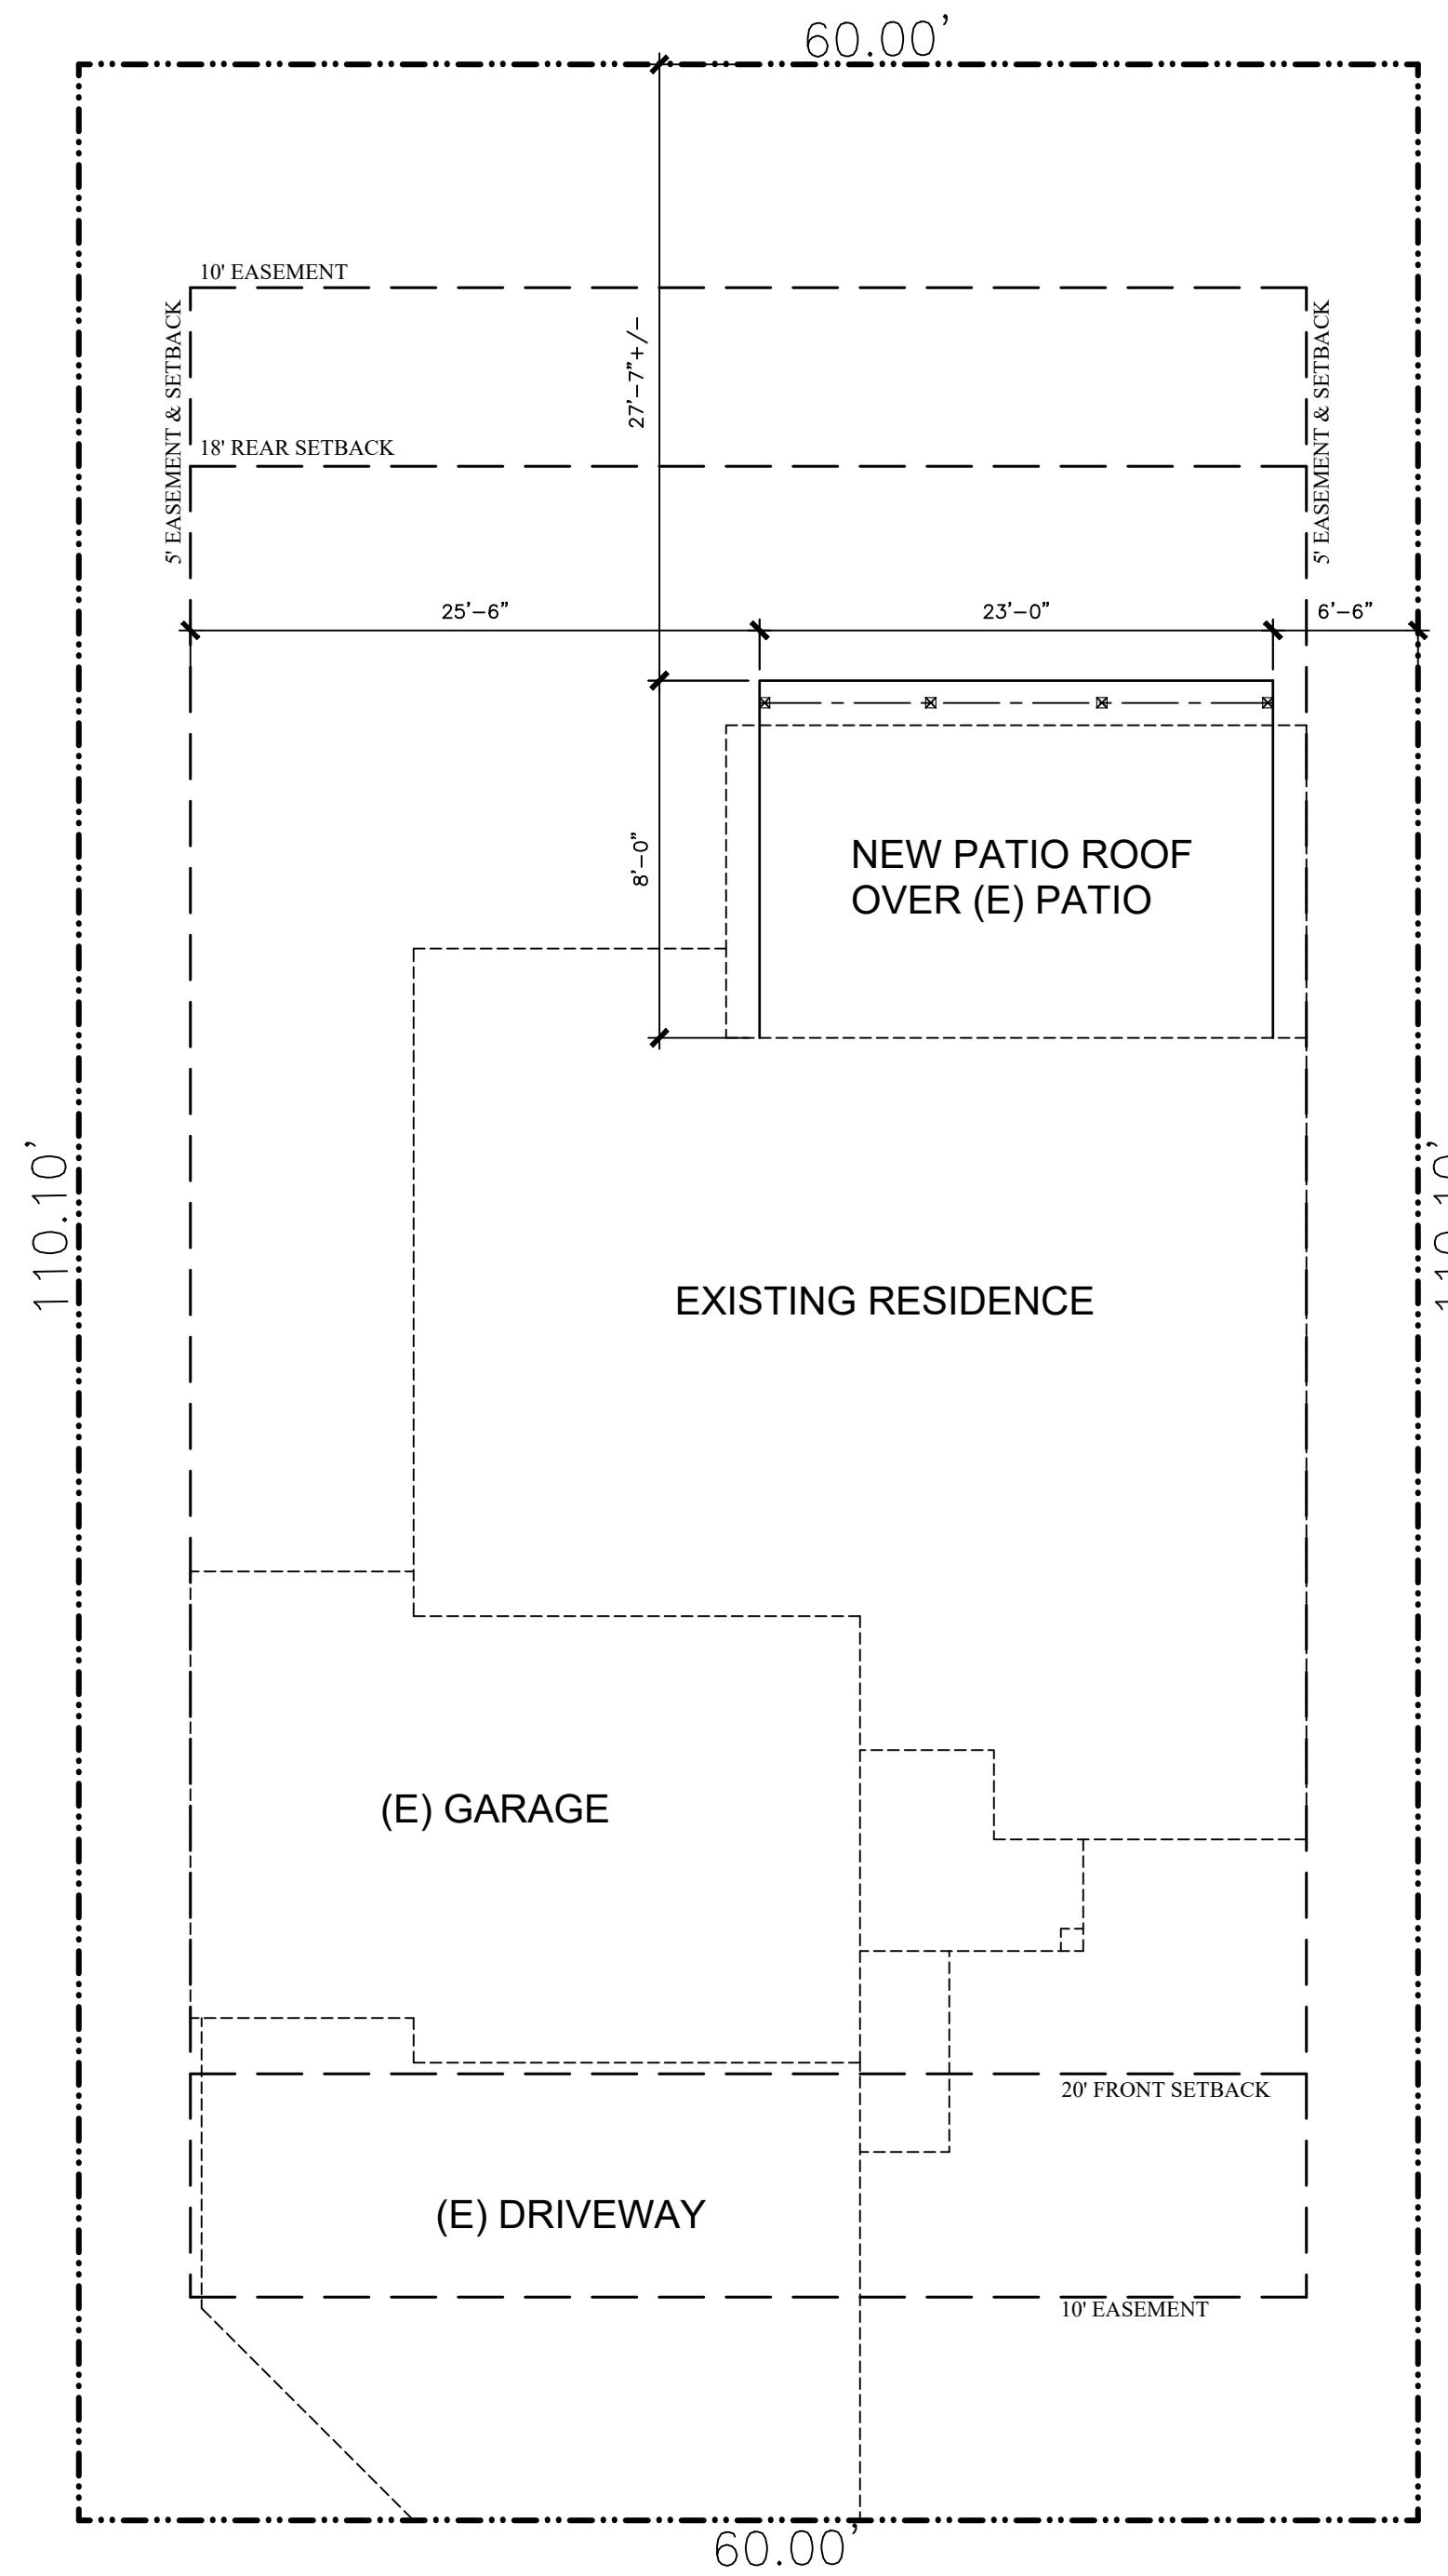 60.00'
10' EASEMENT
5' EASEMENT & SETBACK
27'-7"+/-
5' EASEMENT & SETBACK
18' REAR SETBACK
25'-6"
23'-0"
6'-6"
8'-0"
NEW PATIO ROOF
OVER (E) PATIO
110.10'
110.10'
EXISTING RESIDENCE
(E) GARAGE
20' FRONT SETBACK
(E) DRIVEWAY
10' EASEMENT
60.00'